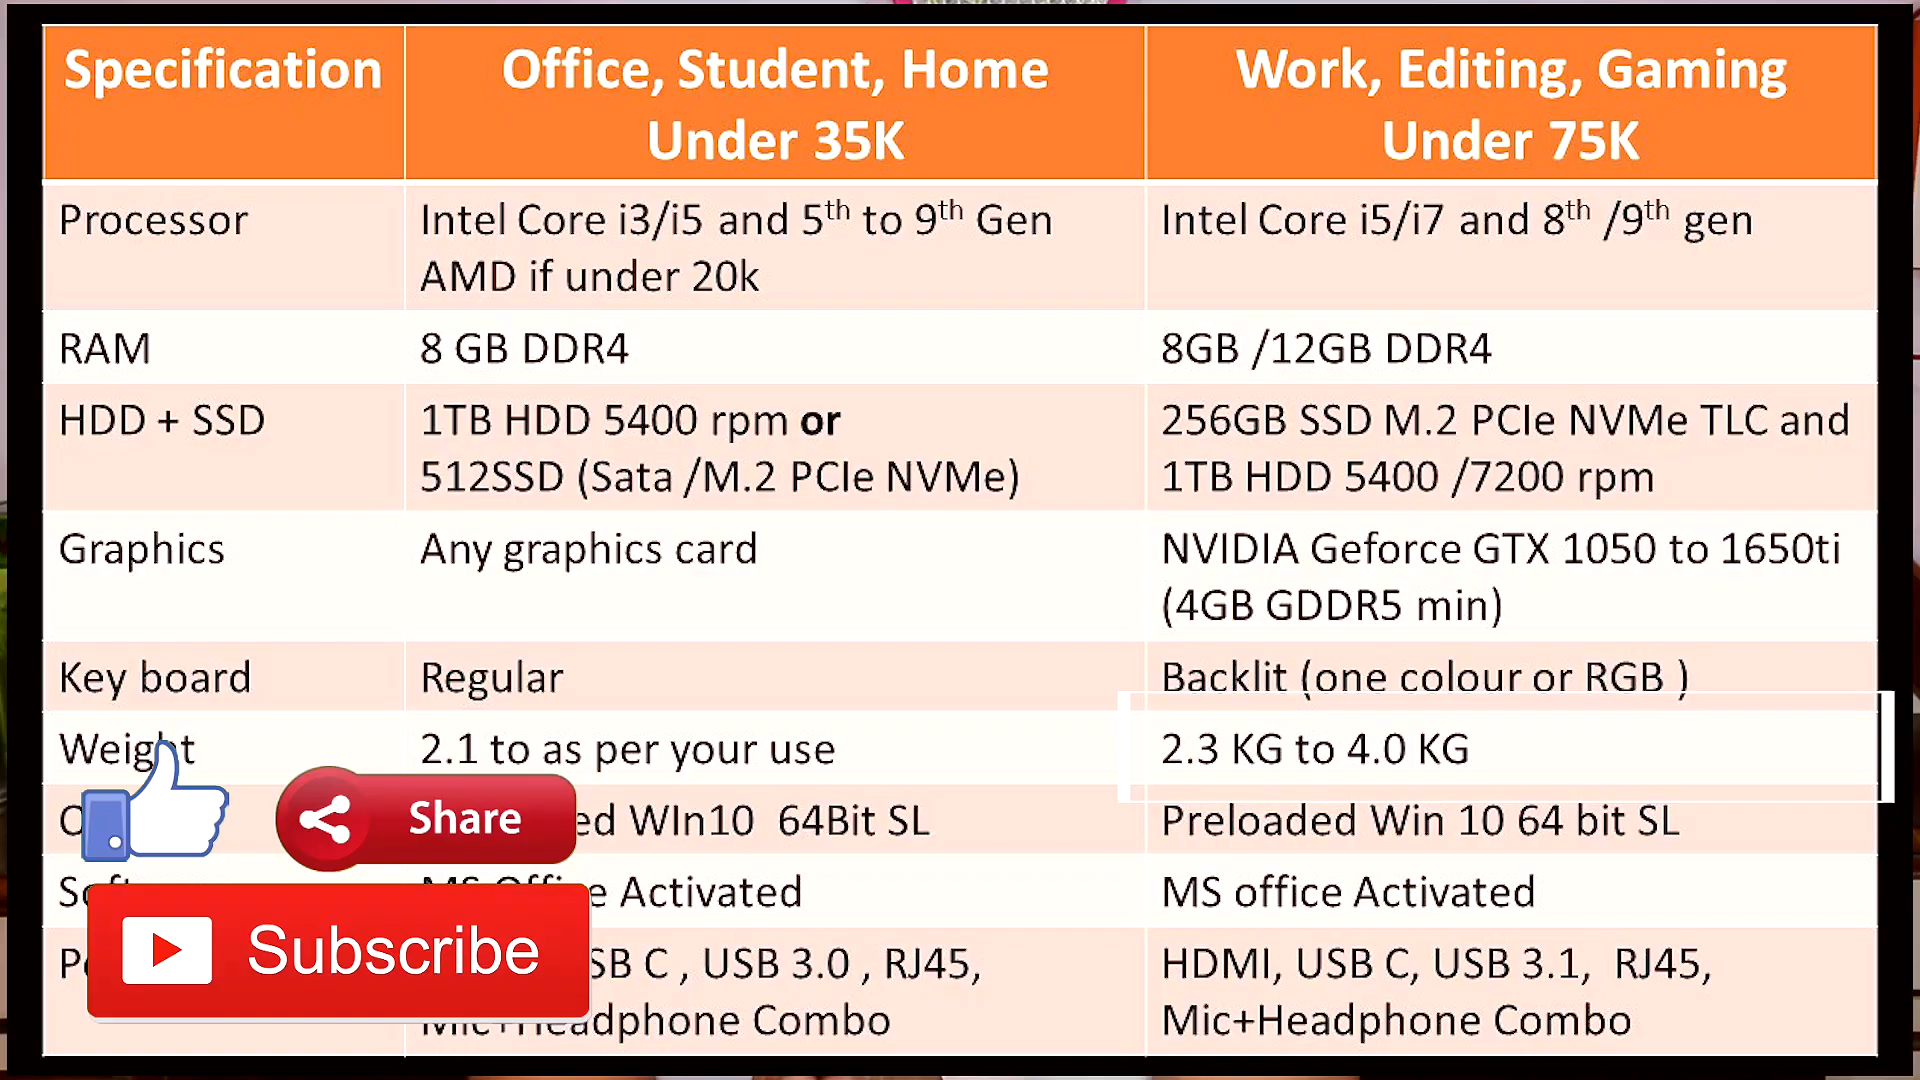 Specification
Office, Student, Home
Under 35K
Work, Editing, Gaming
Under 75K
Processor
Intel Core i3/i5 and 5th to 9th Gen
AMD if under 20k
Intel Core i5/i7 and 8th /9th gen
RAM
8 GB DDR4
8GB /12GB DDR4
HDD + SSD
1TB HDD 5400 rpm or
512SSD (Sata /M.2 PCIe NVMe)
256GB SSD M.2 PCIe NVMe TLC and
1TB HDD 5400 /7200 rpm
Graphics
Any graphics card
NVIDIA Geforce GTX 1050 to 1650ti
(4GB GDDR5 min)
Key board
Regular
Backlit (one colour or RGB )
Weight
2.1 to as per your use
2.3 KG to 4.0 KG
Share
WIn10 64Bit SL
Preloaded Win 10 64 bit SL
MS Office Activated
MS office Activated
Subscribe
C , USB 3.0 , RJ45,
Mic+Headphone Combo
HDMI, USB C, USB 3.1, RJ45,
Mic+Headphone Combo